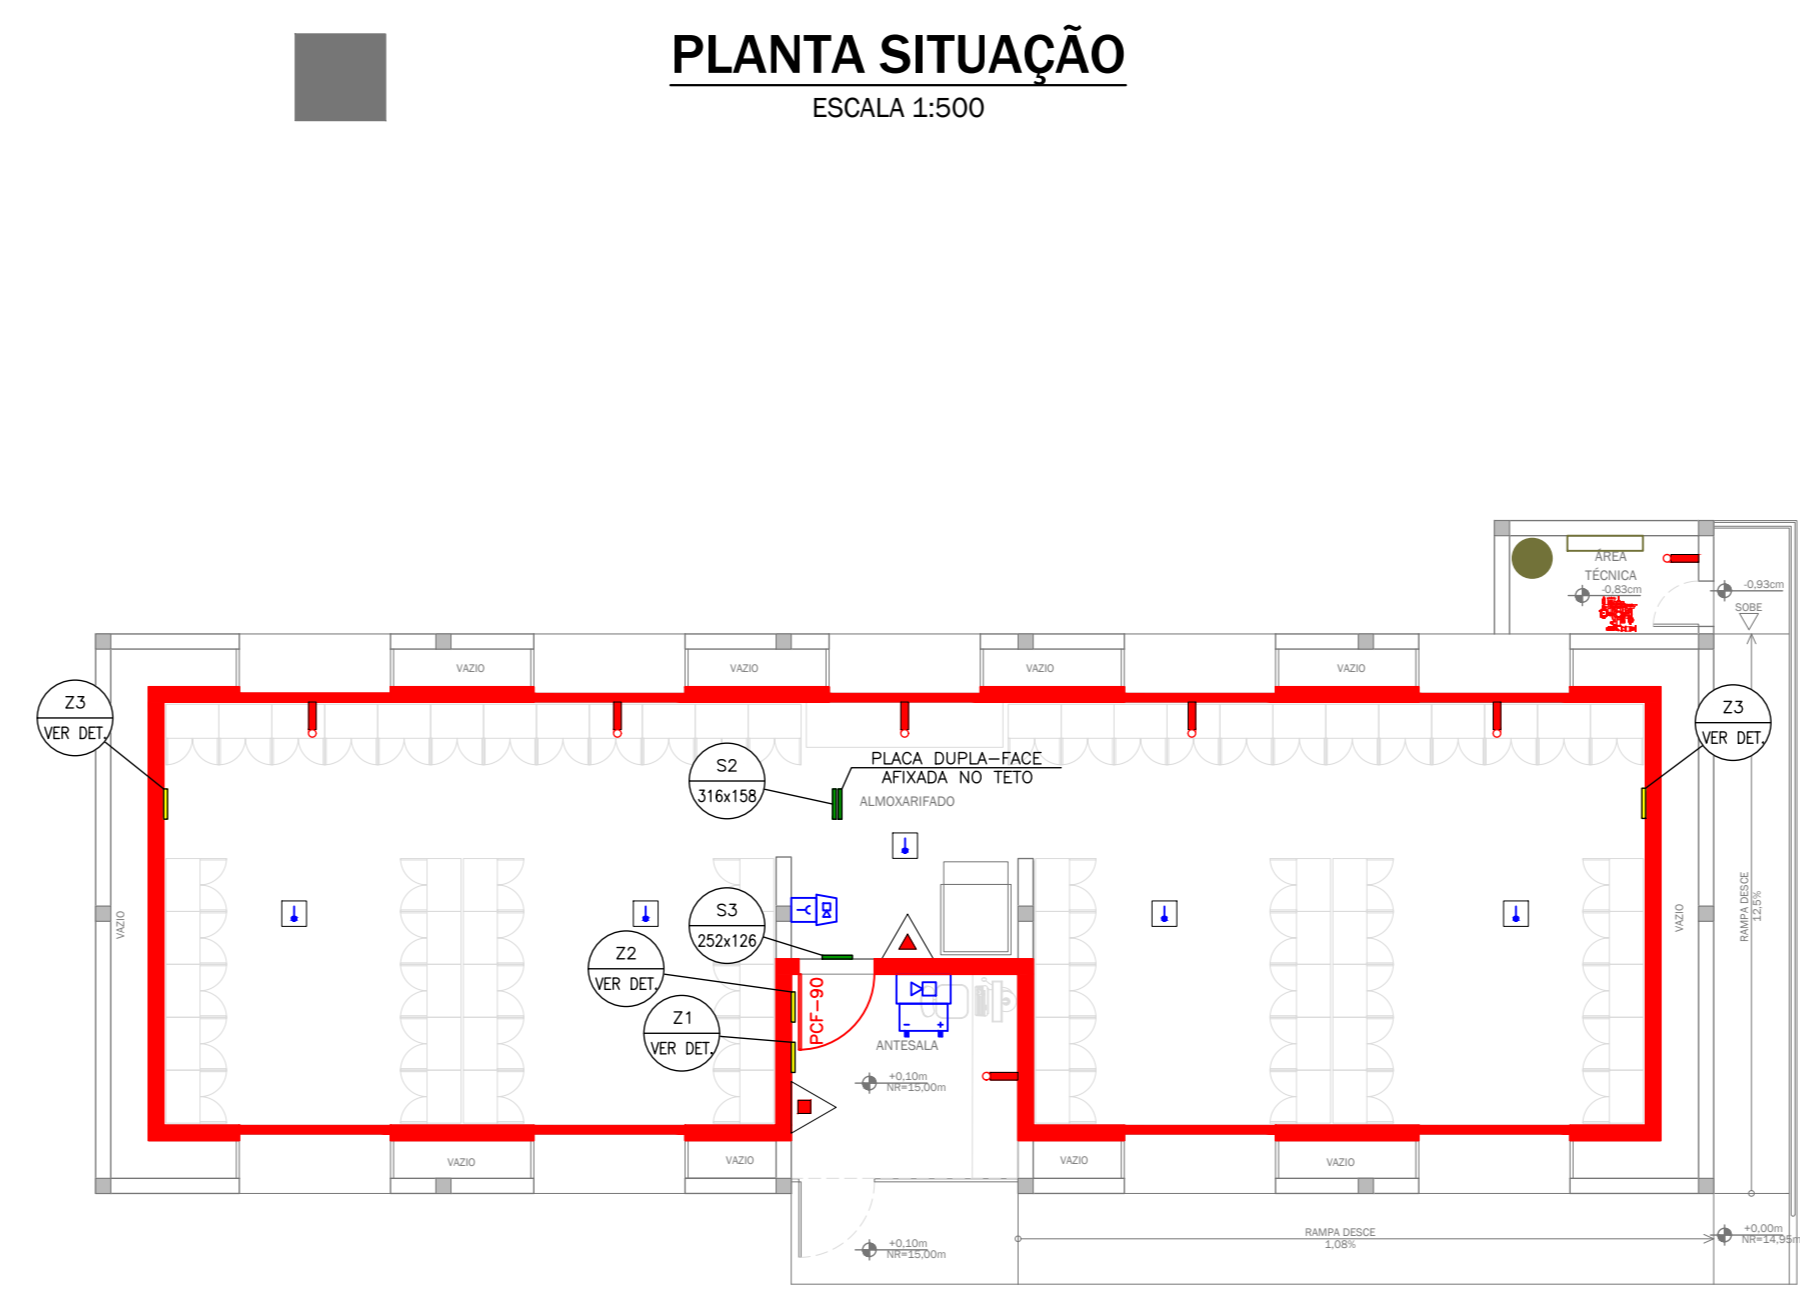 PLANTA SITUAÇÃO
ESCALA 1:500
ÁREA
TÉCNICA
-0,83cm
-0,93cm
SOBE
VAZIO
VAZIO
VAZIO
VAZIO
Z3
VER DET.
Z3
VER DET.
S2
316x158
PLACA DUPLA-FACE
AFIXADA NO TETO
ALMOXARIFADO
VAZIO
VAZIO
RAMPA DESCE
12,5%
S3
252x126
Z2
VER DET.
PCF-90
Z1
VER DET.
ANTESALA
+0,10m
NR=15,00m
VAZIO
VAZIO
VAZIO
VAZIO
+0,10m
NR=15,00m
RAMPA DESCE
1,08%
+0,00m
NR=14,95m